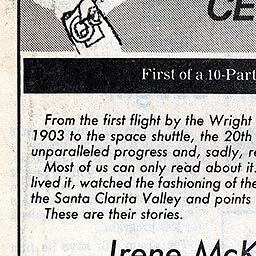 CE
First of a 10-Part
From the first flight by the Wright
1903 to the space shuttle, the 20th
unparalleled progress and, sadly, re
Most of us can only read about it.
lived it, watched the fashioning of the
the Santa Clarita Valley and points
These are their stories.
Irene McK